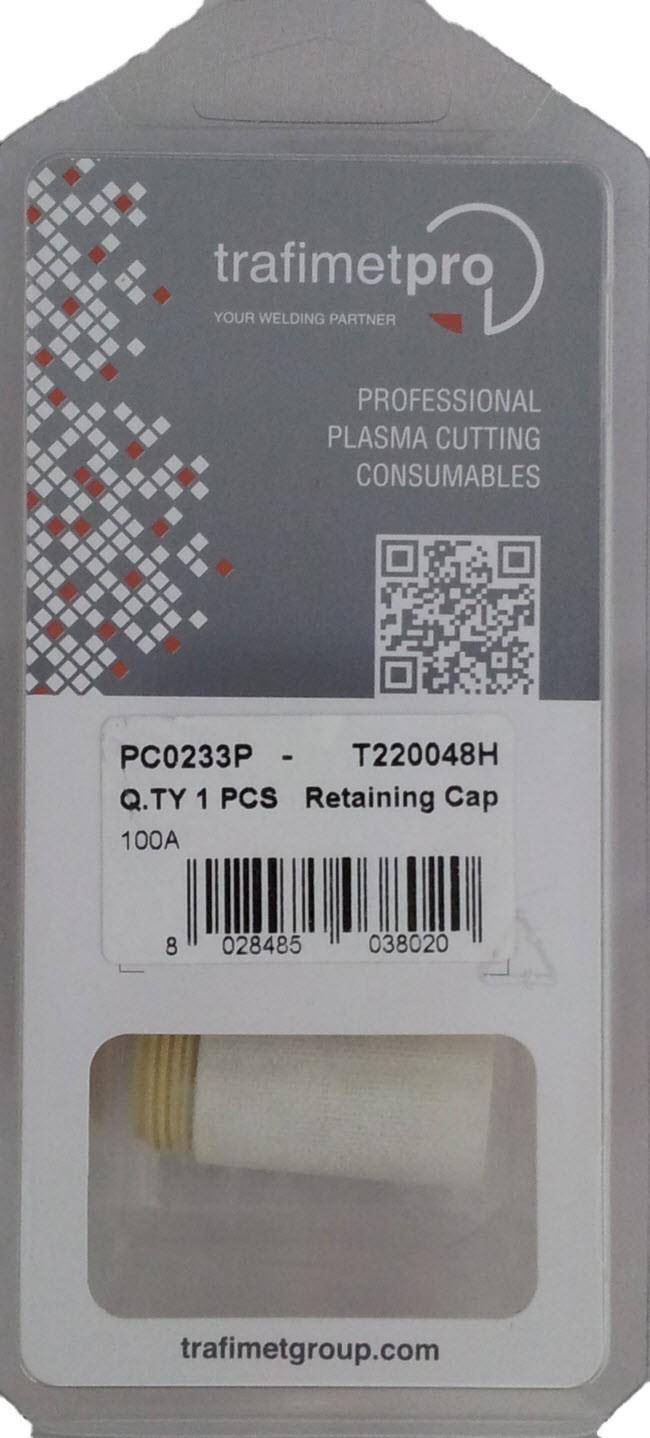 trafimetpro
YOUR WELDING PARTNER
PROFESSIONAL
PLASMA CUTTING
CONSUMABLES
PC0233P - T220048H
Q.TY 1 PCS Retaining Cap
100A
8 028485 038020
trafimetgroup.com